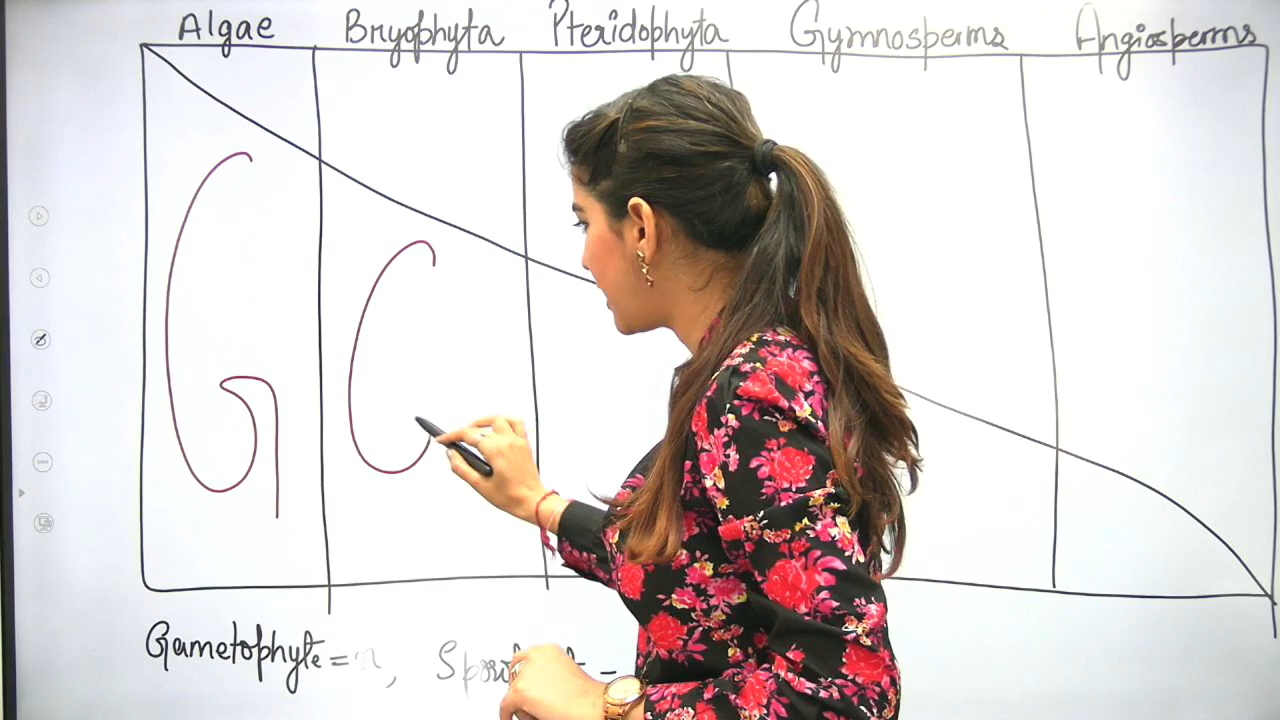 Algae Bryophyta Pteridophyta Gymnosperms Angiosperms
G G
Gametophyte = n,